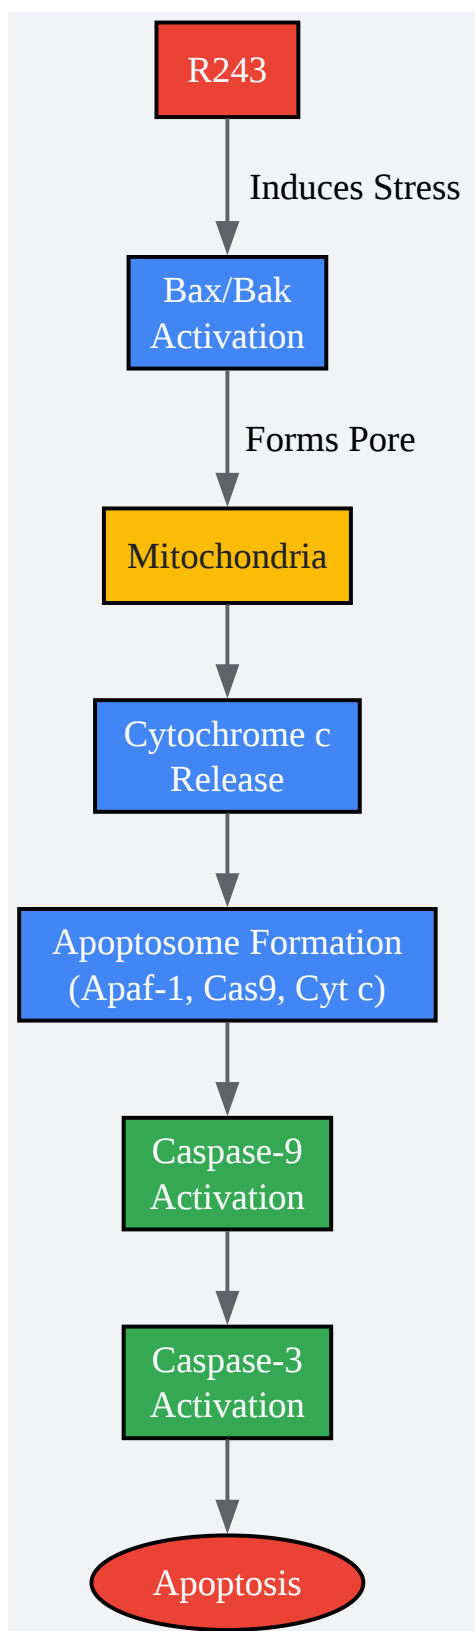 R243
Induces Stress
Bax/Bak
Activation
Forms Pore
Mitochondria
Cytochrome c
Release
Apoptosome Formation
(Apaf-1, Cas9, Cyt c)
Caspase-9
Activation
Caspase-3
Activation
Apoptosis